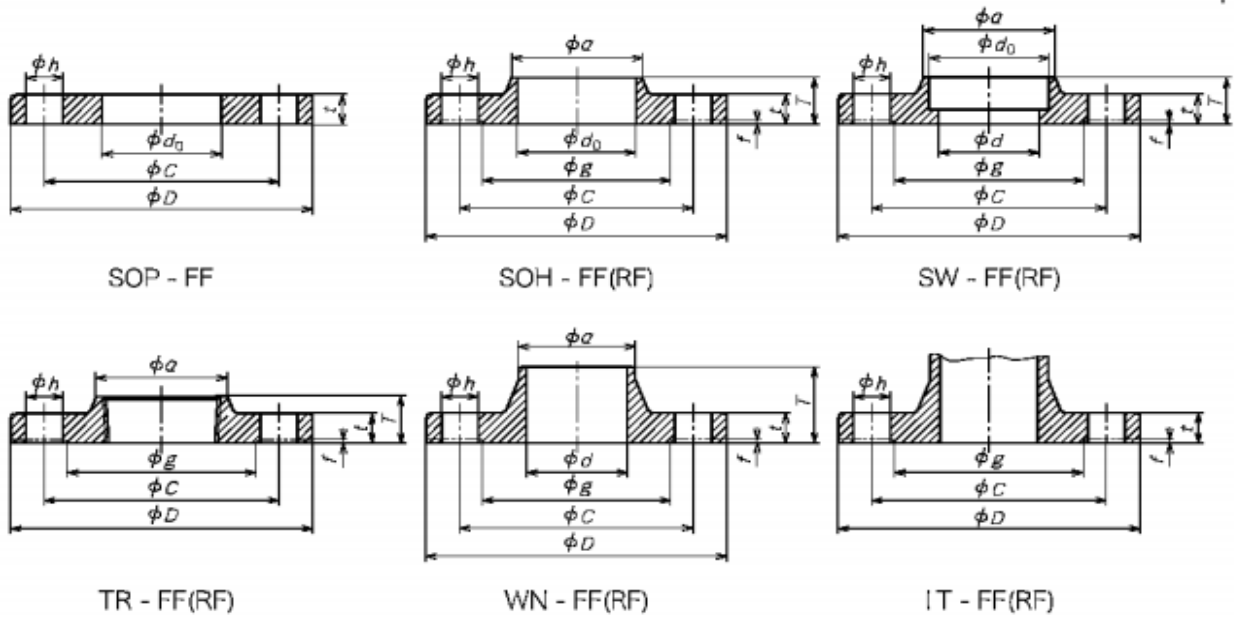 φa
φh
t
φd₀
φC
φD
SOP - FF
φa
φh
T
t
f
φd₀
φg
φC
φD
SOH - FF(RF)
φa
φd₀
φh
T
t
f
φd
φg
φC
φD
SW - FF(RF)
φa
φh
T
t
f
φg
φC
φD
TR - FF(RF)
φa
φh
T
t
f
φd
φg
φC
φD
WN - FF(RF)
φh
t
f
φg
φC
φD
IT - FF(RF)